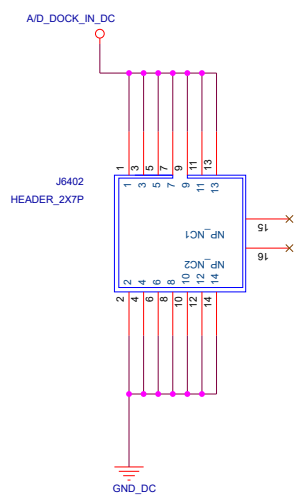 A/D_DOCK_IN_DC
1 3 5 7 9 11 13
J6402
HEADER_2X7P
1 3 5 7 9 11 13
NP_NC1
15
NP_NC2
16
2 4 6 8 10 12 14
2 4 6 8 10 12 14
GND_DC